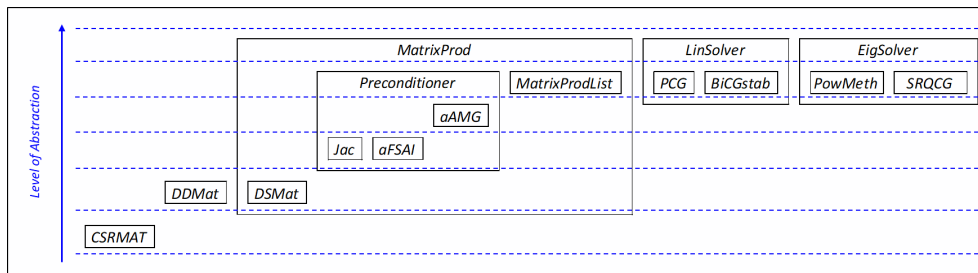 MatrixProd LinSolver EigSolver
Preconditioner MatrixProdList PCG BiCGstab PowMeth SRQCG
aAMG
Jac aFSAI
DDMat DSMat
CSRMAT
Level of Abstraction